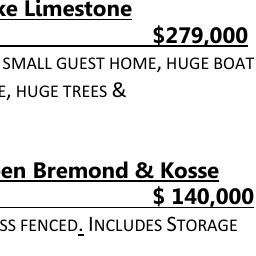 ke Limestone
$279,000
SMALL GUEST HOME, HUGE BOAT
E, HUGE TREES &
en Bremond & Kosse
$ 140,000
SS FENCED. INCLUDES STORAGE